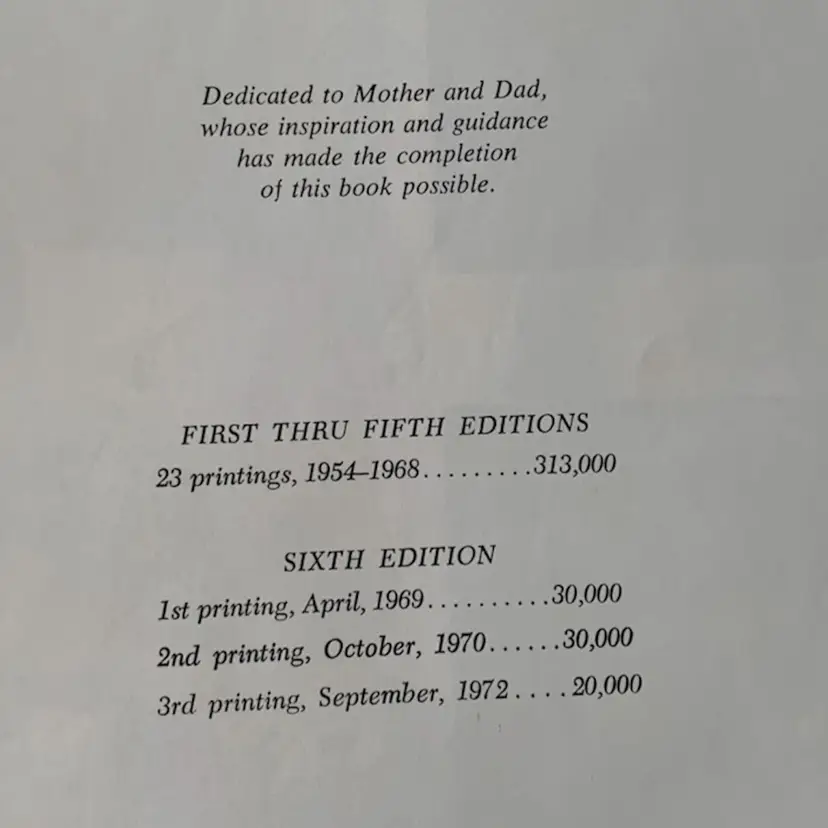 Dedicated to Mother and Dad,
whose inspiration and guidance
has made the completion
of this book possible.
FIRST THRU FIFTH EDITIONS
23 printings, 1954–1968.........313,000
SIXTH EDITION
1st printing, April, 1969..........30,000
2nd printing, October, 1970......30,000
3rd printing, September, 1972....20,000